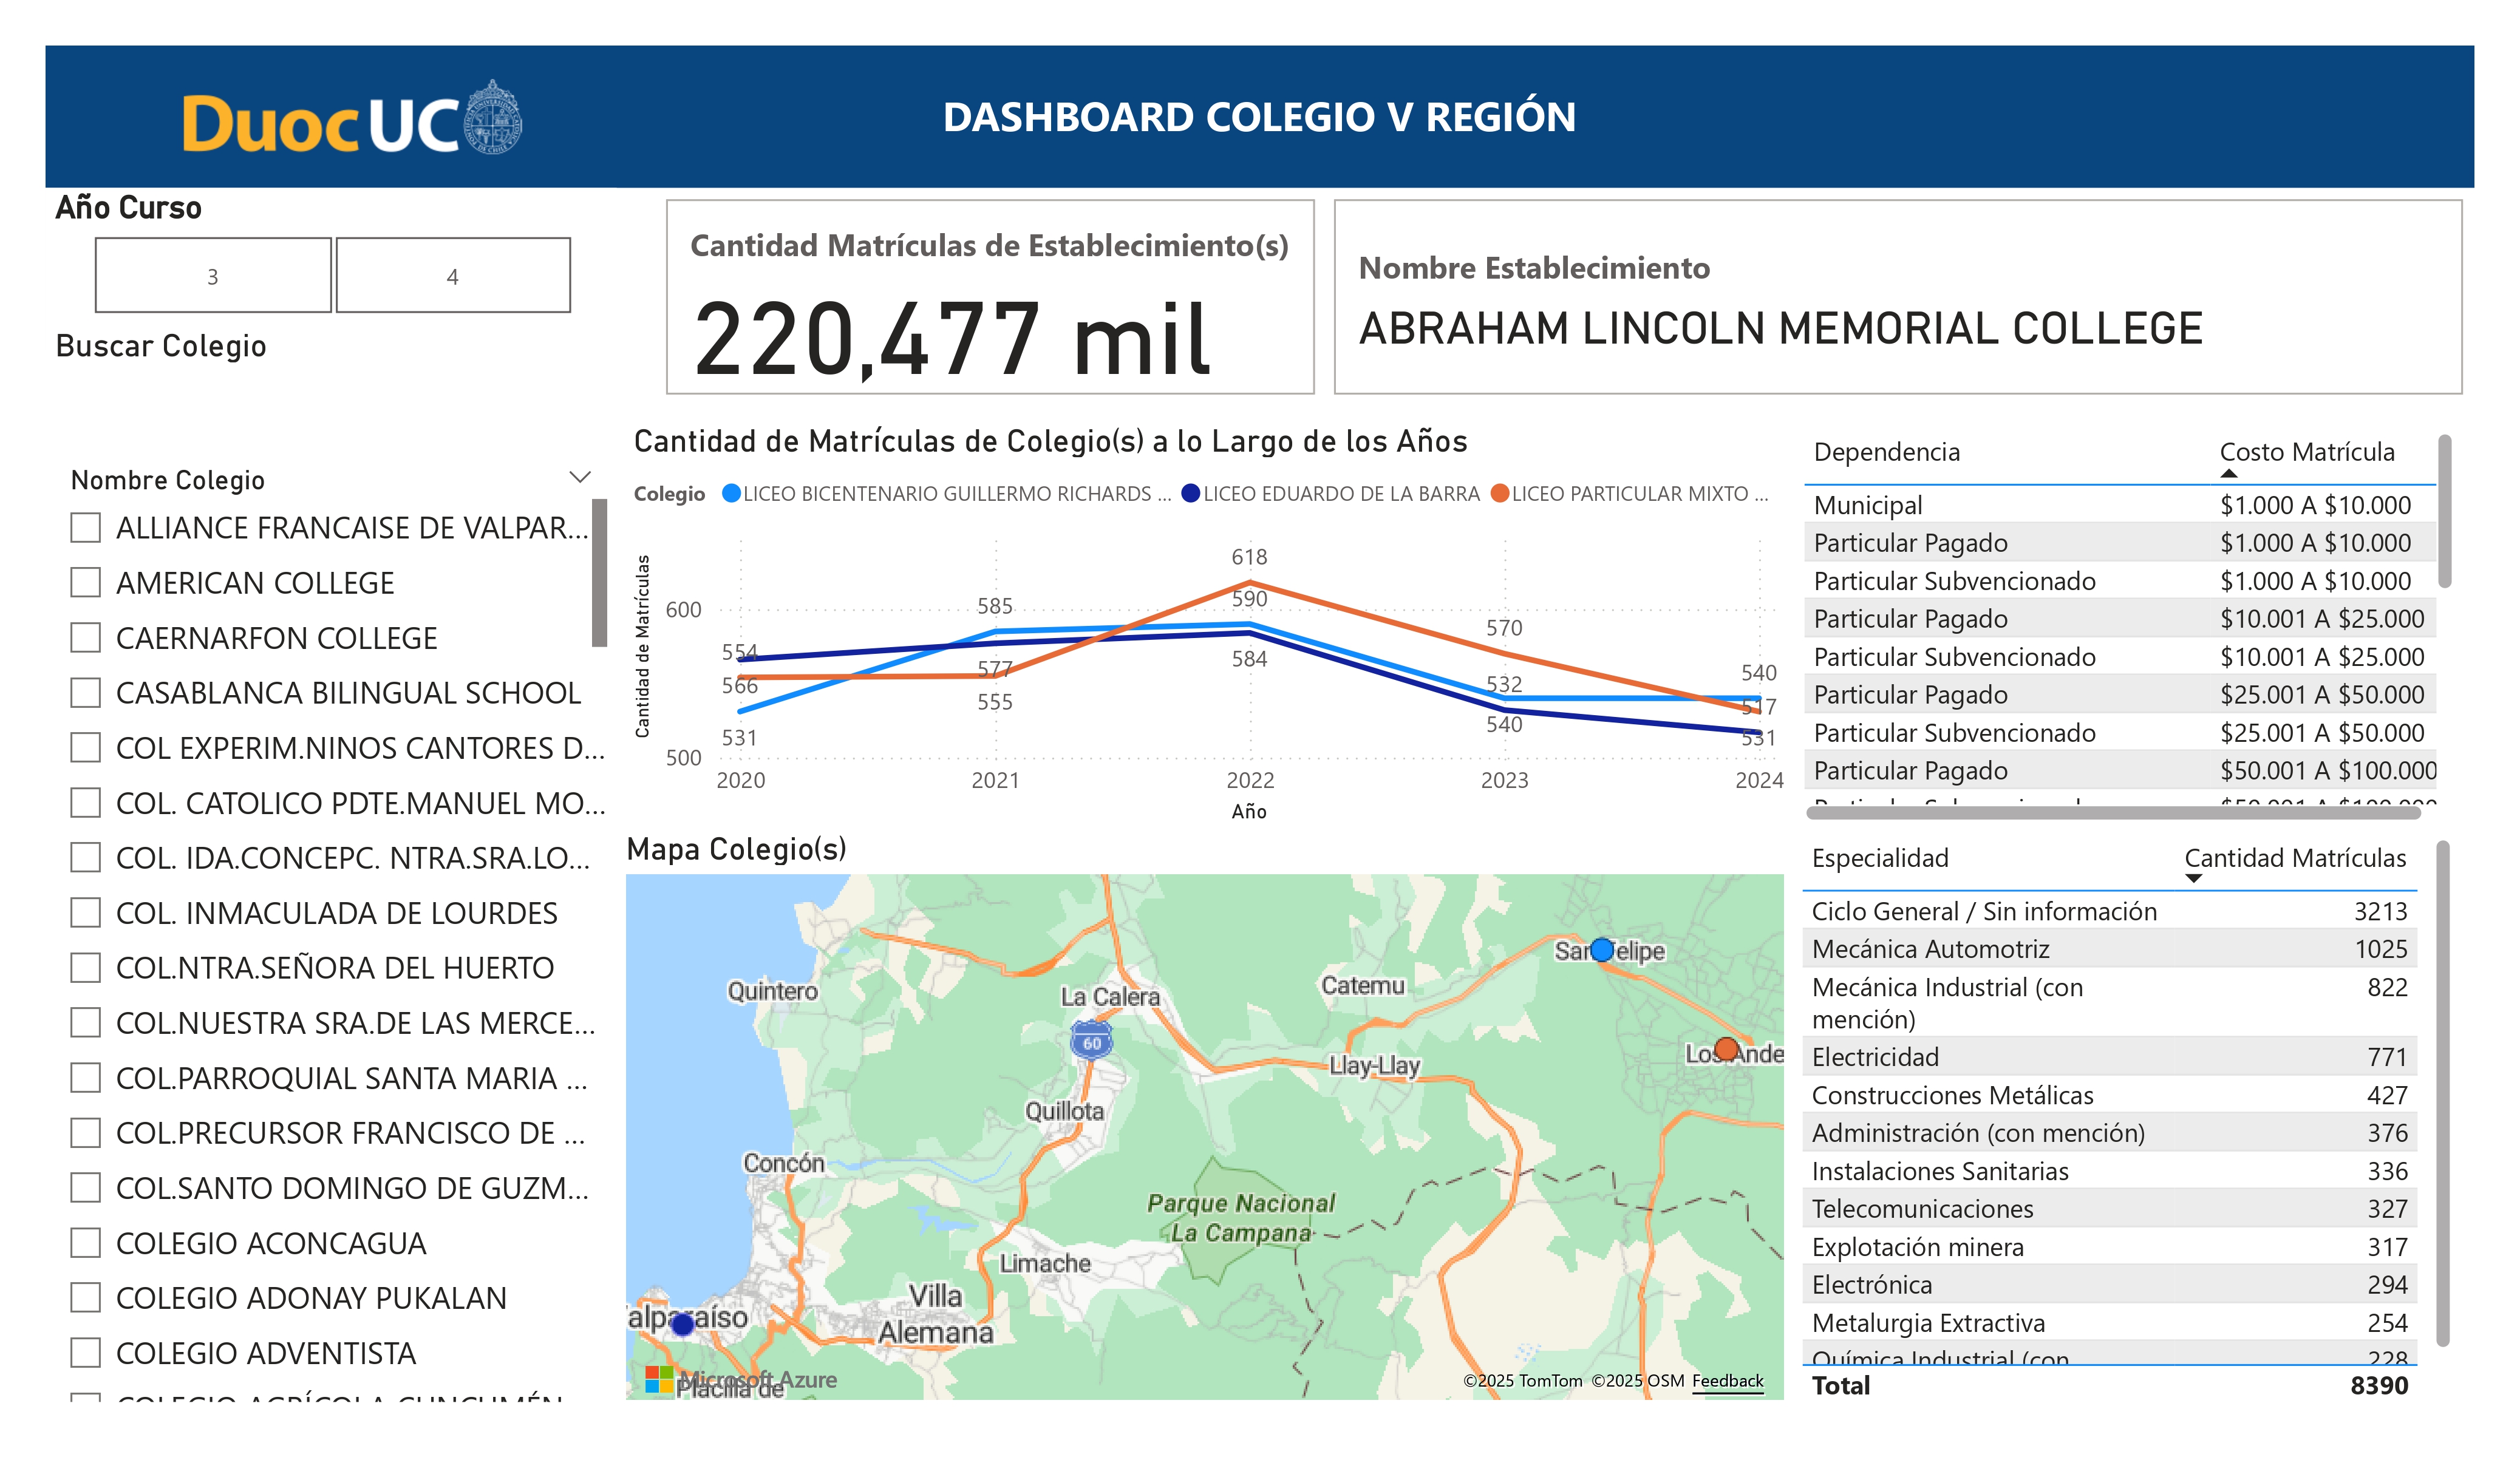 Duoc UC
DASHBOARD COLEGIO V REGIÓN
Año Curso
3
4
Buscar Colegio
Cantidad Matrículas de Establecimiento(s)
220,477 mil
Nombre Establecimiento
ABRAHAM LINCOLN MEMORIAL COLLEGE
Nombre Colegio
ALLIANCE FRANCAISE DE VALPAR...
AMERICAN COLLEGE
CAERNARFON COLLEGE
CASABLANCA BILINGUAL SCHOOL
COL EXPERIM.NINOS CANTORES D...
COL. CATOLICO PDTE.MANUEL MO...
COL. IDA.CONCEPC. NTRA.SRA.LO...
COL. INMACULADA DE LOURDES
COL.NTRA.SEÑORA DEL HUERTO
COL.NUESTRA SRA.DE LAS MERCE...
COL.PARROQUIAL SANTA MARIA ...
COL.PRECURSOR FRANCISCO DE ...
COL.SANTO DOMINGO DE GUZM...
COLEGIO ACONCAGUA
COLEGIO ADONAY PUKALAN
COLEGIO ADVENTISTA
COLEGIO AGRÍCOLA CUNCUMÉN
Cantidad de Matrículas de Colegio(s) a lo Largo de los Años
Colegio LICEO BICENTENARIO GUILLERMO RICHARDS ... LICEO EDUARDO DE LA BARRA LICEO PARTICULAR MIXTO ...
Cantidad de Matrículas
600
500
554
566
531
585
577
555
618
590
584
570
532
540
540
517
531
2020 2021 2022 2023 2024
Año
Mapa Colegio(s)
Quintero
La Calera
Catemu
San Felipe
60
Llay-Llay
Los Ande
Quillota
Concón
Parque Nacional
La Campana
Limache
Villa
Alemana
alparaíso
Placilla de
Microsoft Azure
©2025 TomTom ©2025 OSM Feedback
Dependencia Costo Matrícula
Municipal $1.000 A $10.000
Particular Pagado $1.000 A $10.000
Particular Subvencionado $1.000 A $10.000
Particular Pagado $10.001 A $25.000
Particular Subvencionado $10.001 A $25.000
Particular Pagado $25.001 A $50.000
Particular Subvencionado $25.001 A $50.000
Particular Pagado $50.001 A $100.000
Particular Subvencionado $50.001 A $100.000
Especialidad Cantidad Matrículas
Ciclo General / Sin información 3213
Mecánica Automotriz 1025
Mecánica Industrial (con 822
mención)
Electricidad 771
Construcciones Metálicas 427
Administración (con mención) 376
Instalaciones Sanitarias 336
Telecomunicaciones 327
Explotación minera 317
Electrónica 294
Metalurgia Extractiva 254
Química Industrial (con 228
Total 8390